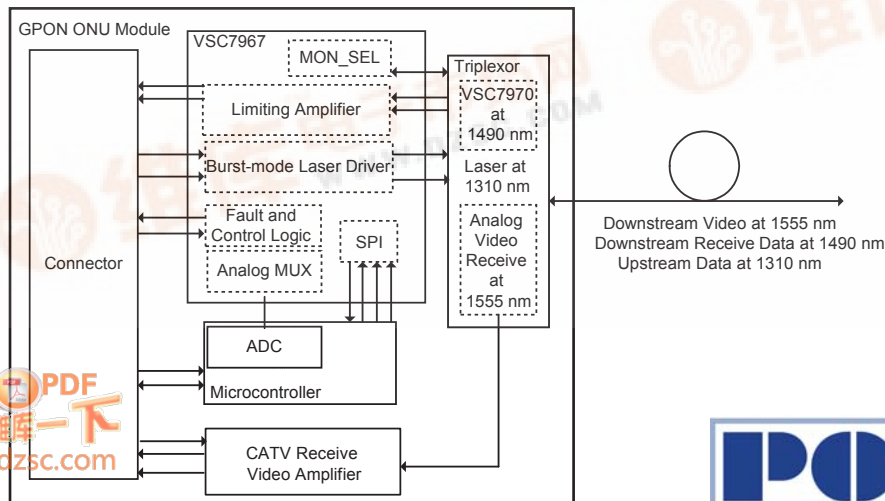 GPON ONU Module
VSC7967
MON_SEL
Triplexor
Limiting Amplifier
VSC7970
at
1490 nm
Burst-mode Laser Driver
Laser at
1310 nm
Fault and
Control Logic
SPI
Analog
Video
Receive
at
1555 nm
Connector
Analog MUX
ADC
Microcontroller
CATV Receive
Video Amplifier
Downstream Video at 1555 nm
Downstream Receive Data at 1490 nm
Upstream Data at 1310 nm
PDF
一下
dzsc.com